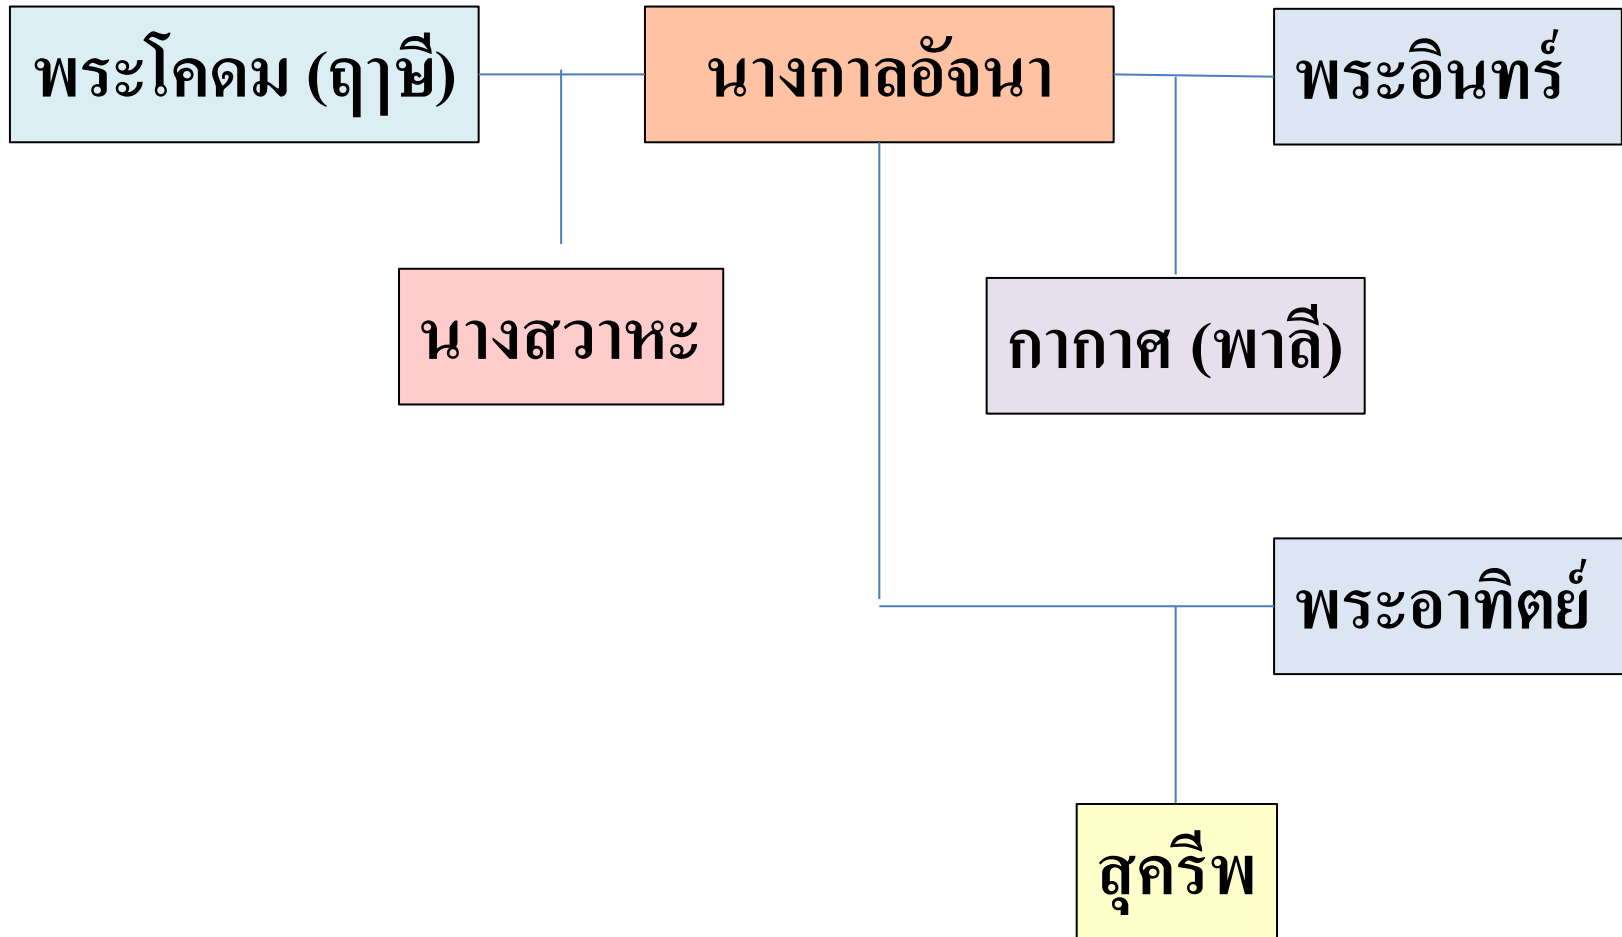 พระโคดม (ฤๅษี)
นางกาลอัจนา
พระอินทร์
นางสวาหะ
กากาศ (พาลี)
พระอาทิตย์
สุครีพ